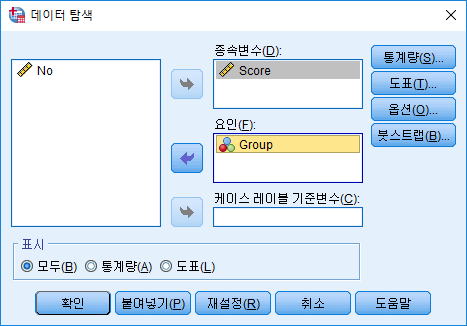 데이터 탐색
No
종속변수(D):
Score
요인(F):
Group
케이스 레이블 기준변수(C):
통계량(S)...
도표(T)...
옵션(O)...
붓스트랩(B)...
표시
모두(B) 통계량(A) 도표(L)
확인 붙여넣기(P) 재설정(R) 취소 도움말